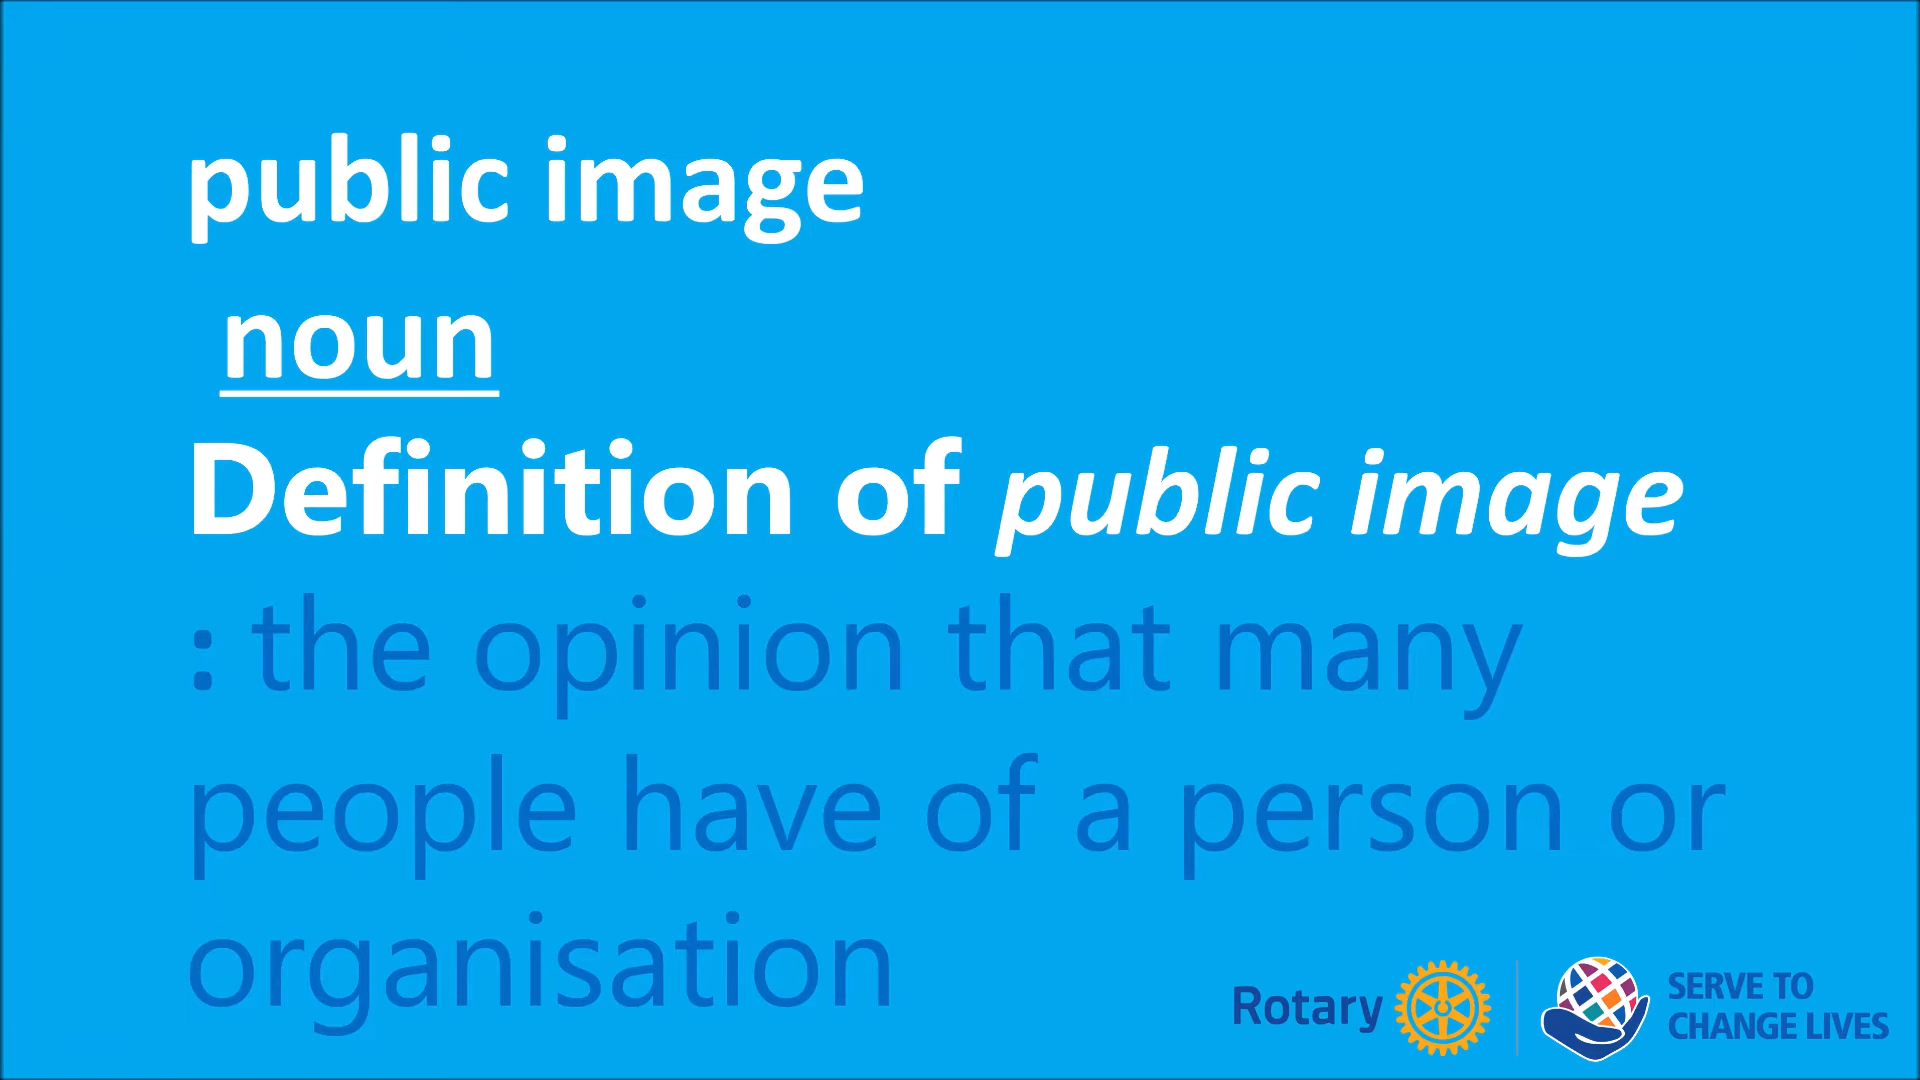 public image
noun
Definition of public image
: the opinion that many
people have of a person or
organisation
Rotary
SERVE TO
CHANGE LIVES